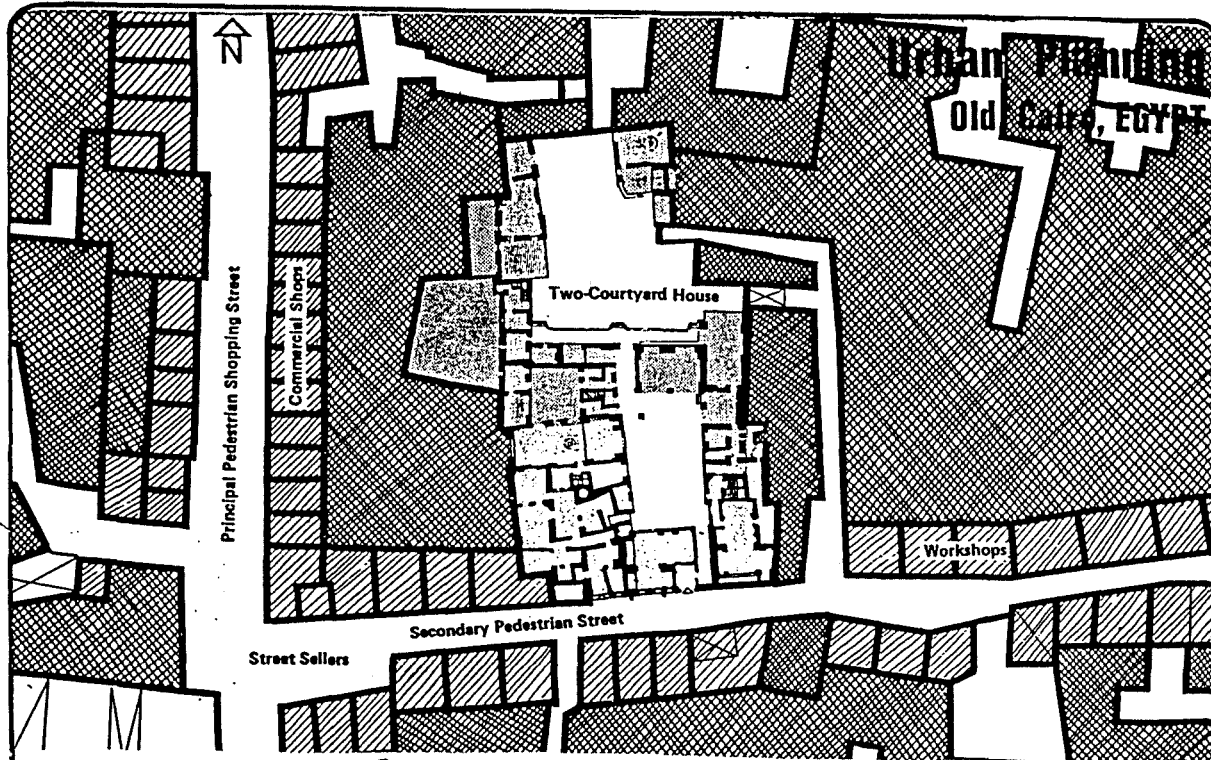 N
Urban Planning
Old Cairo, EGYPT
Principal Pedestrian Shopping Street
Commercial Shops
Two-Courtyard House
Workshops
Secondary Pedestrian Street
Street Sellers